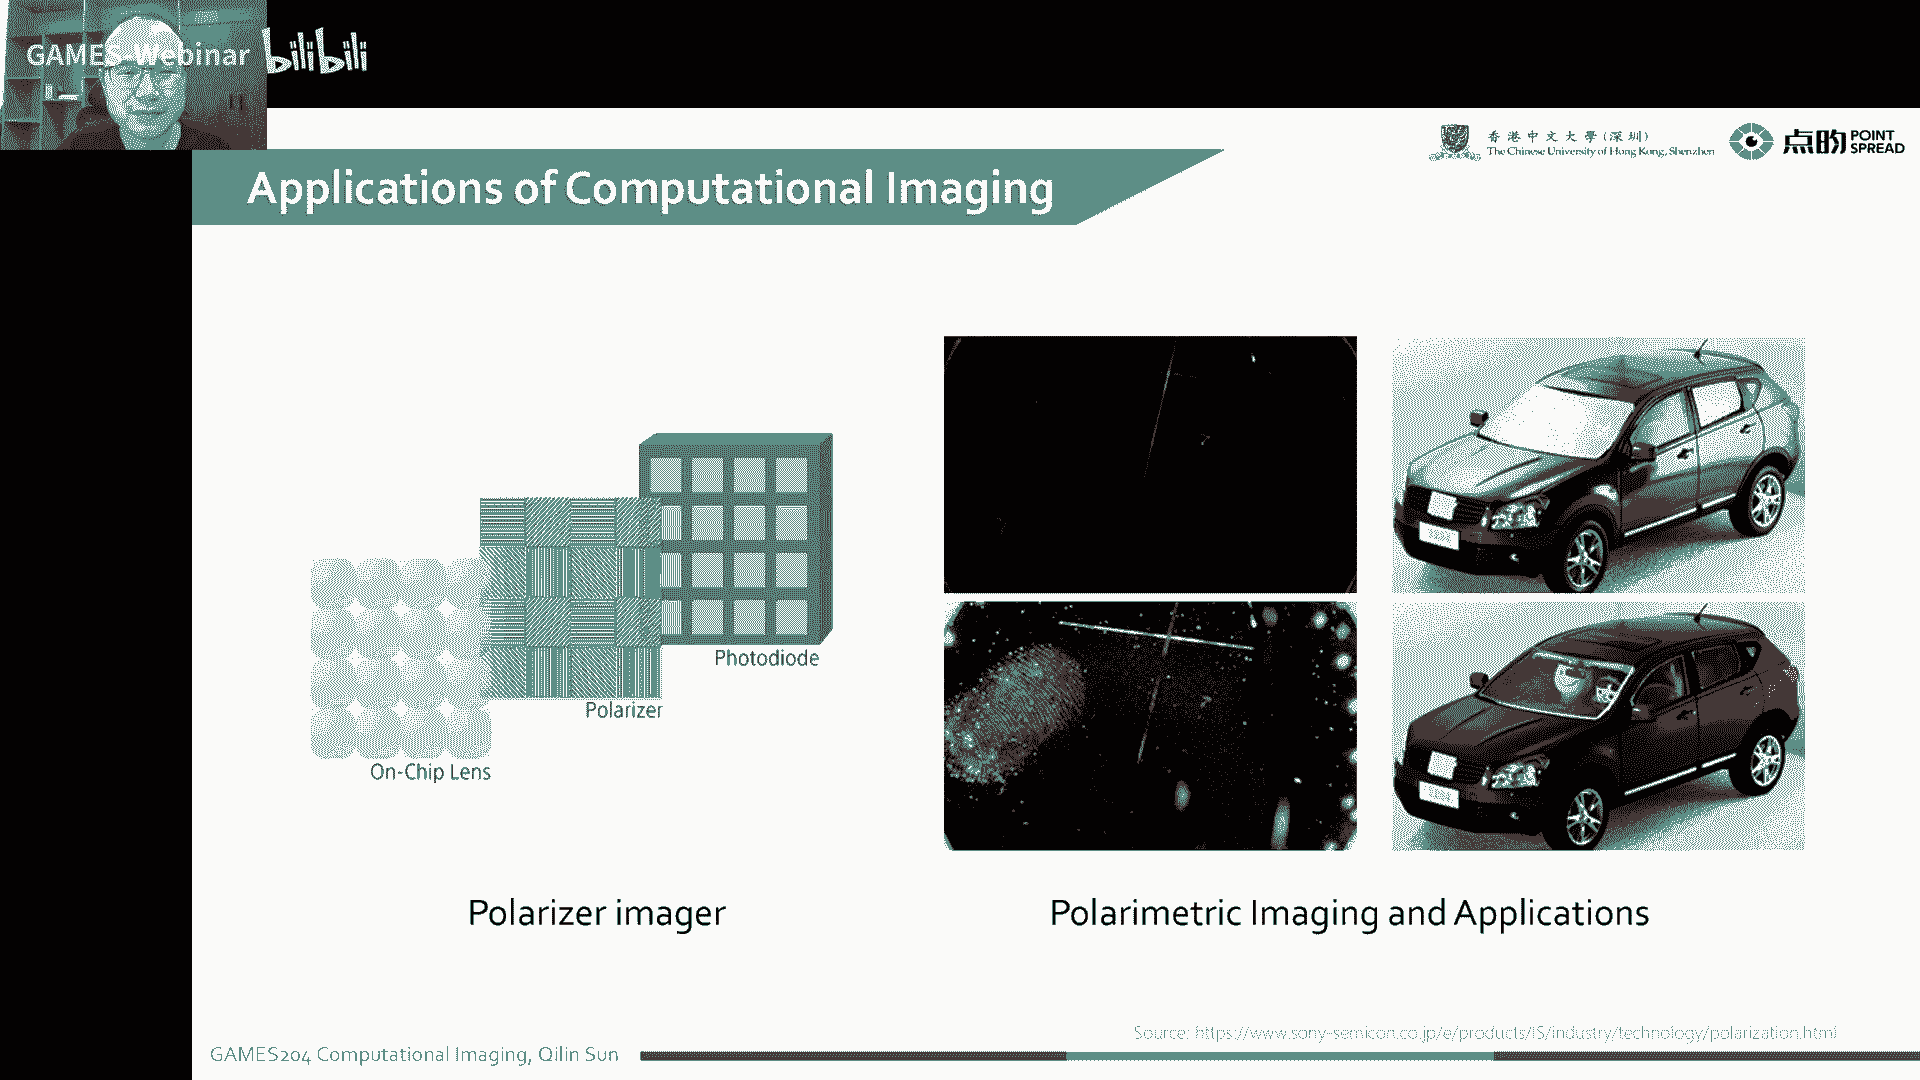 GAMES Webinar
bilibili
香港中文大學(深圳)
The Chinese University of Hong Kong, Shenzhen
点昀
POINT
SPREAD
Applications of Computational Imaging
Photodiode
Polarizer
On-Chip Lens
Polarizer imager
Polarimetric Imaging and Applications
Source: https://www.sony-semicon.co.jp/e/products/IS/industry/technology/polarization.html
GAMES204 Computational Imaging, Qilin Sun